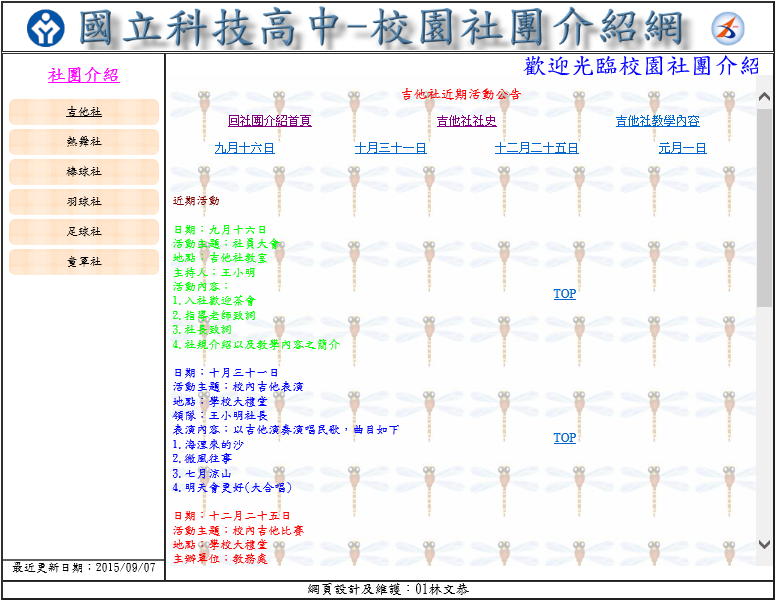 國立科技高中-校園社團介紹網
社團介紹
吉他社
熱舞社
棒球社
羽球社
足球社
童軍社
最近更新日期：2015/09/07
歡迎光臨校園社團介紹
吉他社近期活動公告
回社團介紹首頁 吉他社社史 吉他社教學內容
九月十六日 十月三十一日 十二月二十五日 元月一日
近期活動
日期：九月十六日
活動主題：社員大會
地點：吉他社教室
主持人：王小明
活動內容：
1.入社歡迎茶會
2.指導老師致詞
3.社長致詞
4.社規介紹以及教學內容之簡介
TOP
日期：十月三十一日
活動主題：校內吉他表演
地點：學校大禮堂
領隊：王小明社長
表演內容：以吉他演奏演唱民歌，曲目如下
1.海漂來的沙
2.微風往事
3.七月涼山
4.明天會更好(大合唱)
TOP
日期：十二月二十五日
活動主題：校內吉他比賽
地點：學校大禮堂
主辦單位：教務處
網頁設計及維護：01林文恭